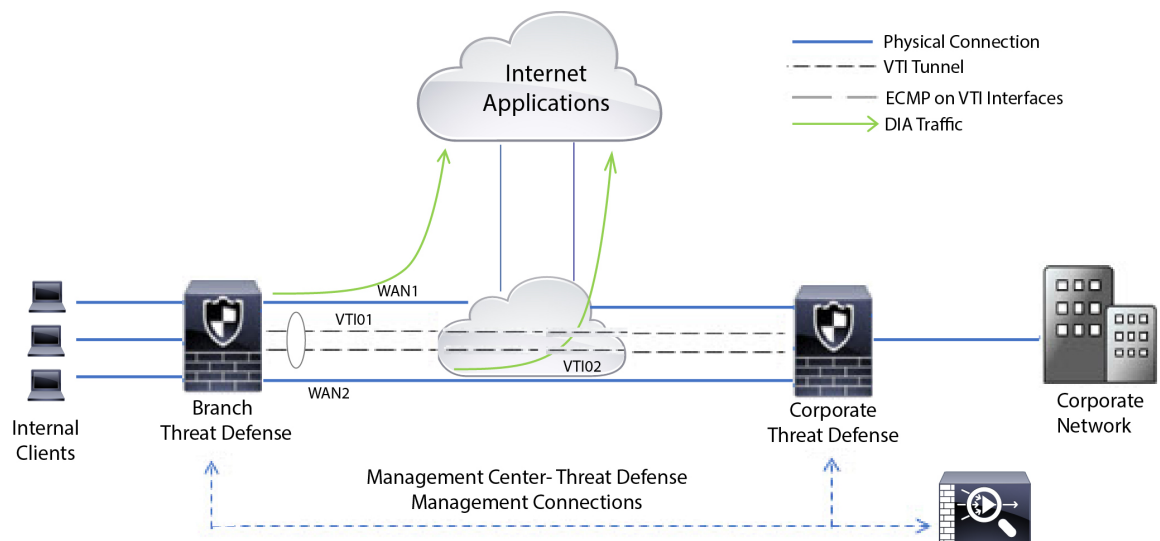 Internet
Applications
Physical Connection
VTI Tunnel
ECMP on VTI Interfaces
DIA Traffic
WAN1
VTI01
VTI02
WAN2
Internal
Clients
Branch
Threat Defense
Corporate
Threat Defense
Corporate
Network
Management Center- Threat Defense
Management Connections